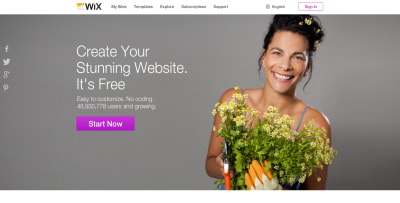 WiX
My Sites Templates Explore Subscriptions Support English Sign In
Create Your
Stunning Website.
It's Free
Easy to customize. No coding.
46,930,778 users and growing.
Start Now